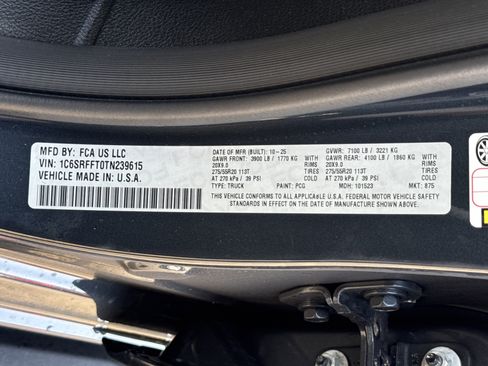 MFD BY: FCA US LLC
VIN: 1C6SRFFT0TN239615
VEHICLE MADE IN U.S.A.
DATE OF MFR (BUILT): 10-25 GVWR: 7100 LB / 3221 KG
GAWR FRONT: 3900 LB / 1770 KG WITH GAWR REAR: 4100 LB / 1860 KG WITH
20X9.0 RIMS 20X9.0 RIMS
275/55R20 113T TIRES 275/55R20 113T TIRES
AT 270 kPa / 39 PSI COLD AT 270 kPa / 39 PSI COLD
TYPE: TRUCK PAINT: PCG MDH: 101523 MKT: 875
THIS VEHICLE CONFORMS TO ALL APPLICABLE U.S.A. FEDERAL MOTOR VEHICLE SAFETY
STANDARDS IN EFFECT ON THE DATE OF MANUFACTURE SHOWN ABOVE.